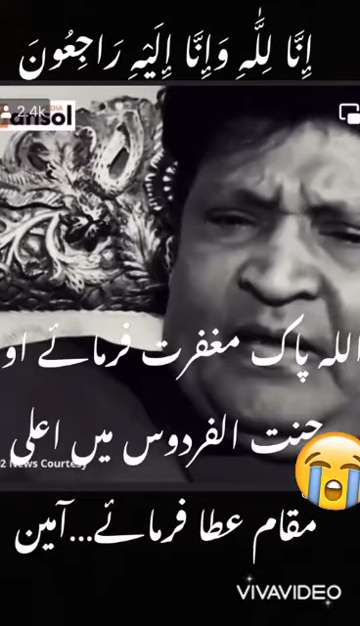 إِنَّا لِلَّٰهِ وَإِنَّا إِلَيْهِ رَاجِعُونَ
2.4k
ansol
اللہ پاک مغفرت فرمائے او
جنت الفردوس میں اعلی
2 News Courtesy
مقام عطا فرمائے...آمین
VIVAVIDEO